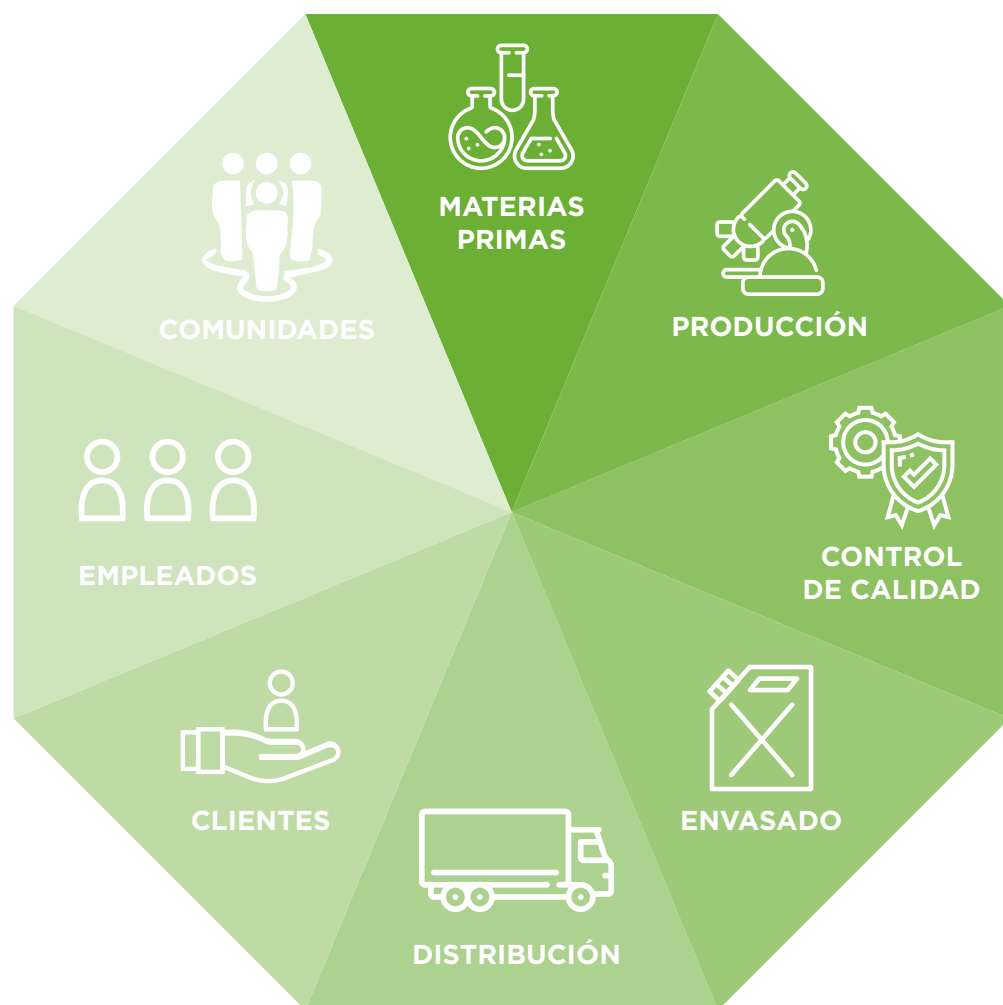 MATERIAS
PRIMAS
PRODUCCIÓN
CONTROL
DE CALIDAD
ENVASADO
DISTRIBUCIÓN
CLIENTES
EMPLEADOS
COMUNIDADES